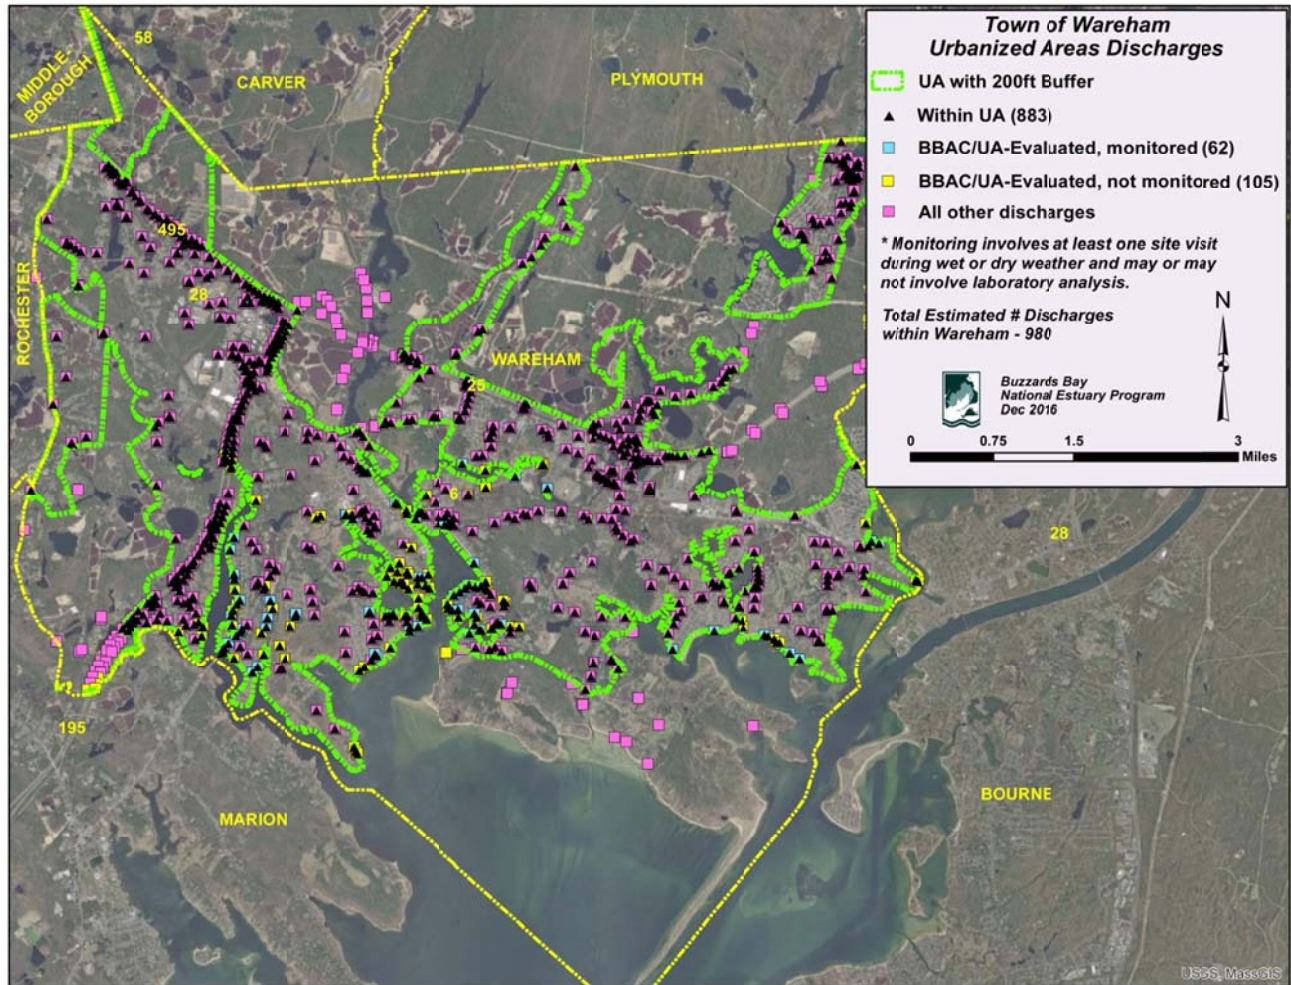 Town of Wareham
Urbanized Areas Discharges
UA with 200ft Buffer
Within UA (883)
BBAC/UA-Evaluated, monitored (62)
BBAC/UA-Evaluated, not monitored (105)
All other discharges
* Monitoring involves at least one site visit
during wet or dry weather and may or may
not involve laboratory analysis.
Total Estimated # Discharges
within Wareham - 980
N
Buzzards Bay
National Estuary Program
Dec 2016
0 0.75 1.5 3
Miles
58
MIDDLE-
BOROUGH
CARVER
PLYMOUTH
495
28
ROCHESTER
WAREHAM
25
6
28
195
MARION
BOURNE
USGS, MassGIS